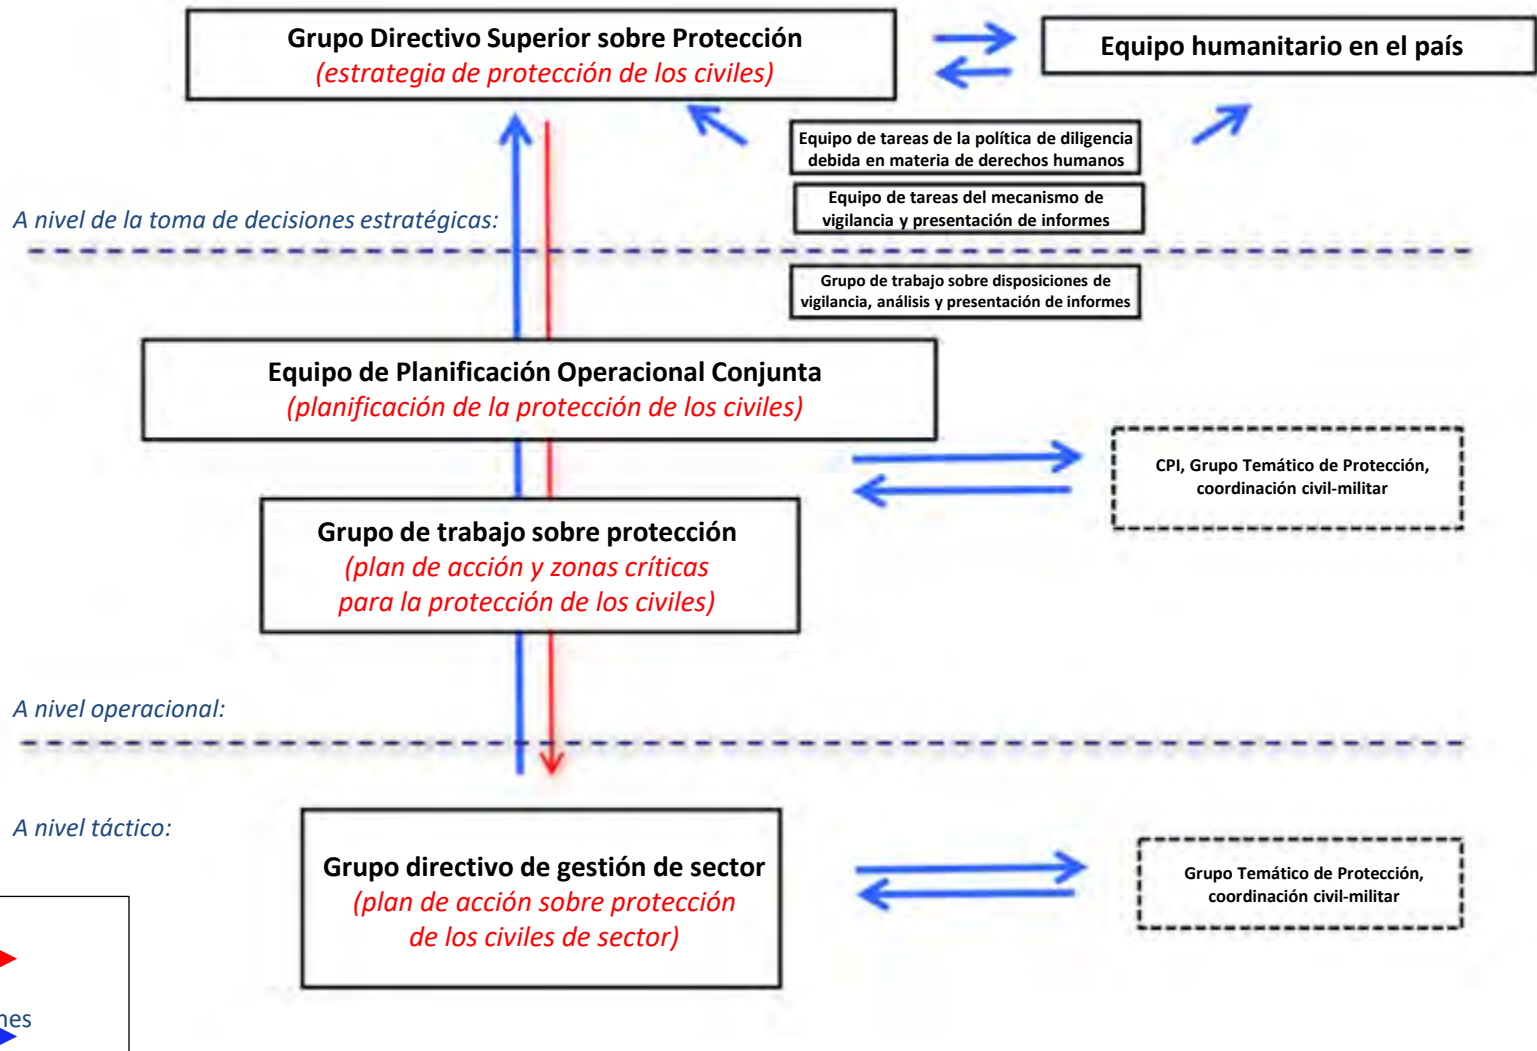 Grupo Directivo Superior sobre Protección
(estrategia de protección de los civiles)
Equipo humanitario en el país
Equipo de tareas de la política de diligencia
debida en materia de derechos humanos
Equipo de tareas del mecanismo de
vigilancia y presentación de informes
A nivel de la toma de decisiones estratégicas:
Grupo de trabajo sobre disposiciones de
vigilancia, análisis y presentación de informes
Equipo de Planificación Operacional Conjunta
(planificación de la protección de los civiles)
CPI, Grupo Temático de Protección,
coordinación civil-militar
Grupo de trabajo sobre protección
(plan de acción y zonas críticas
para la protección de los civiles)
A nivel operacional:
A nivel táctico:
Grupo directivo de gestión de sector
(plan de acción sobre protección
de los civiles de sector)
Grupo Temático de Protección,
coordinación civil-militar